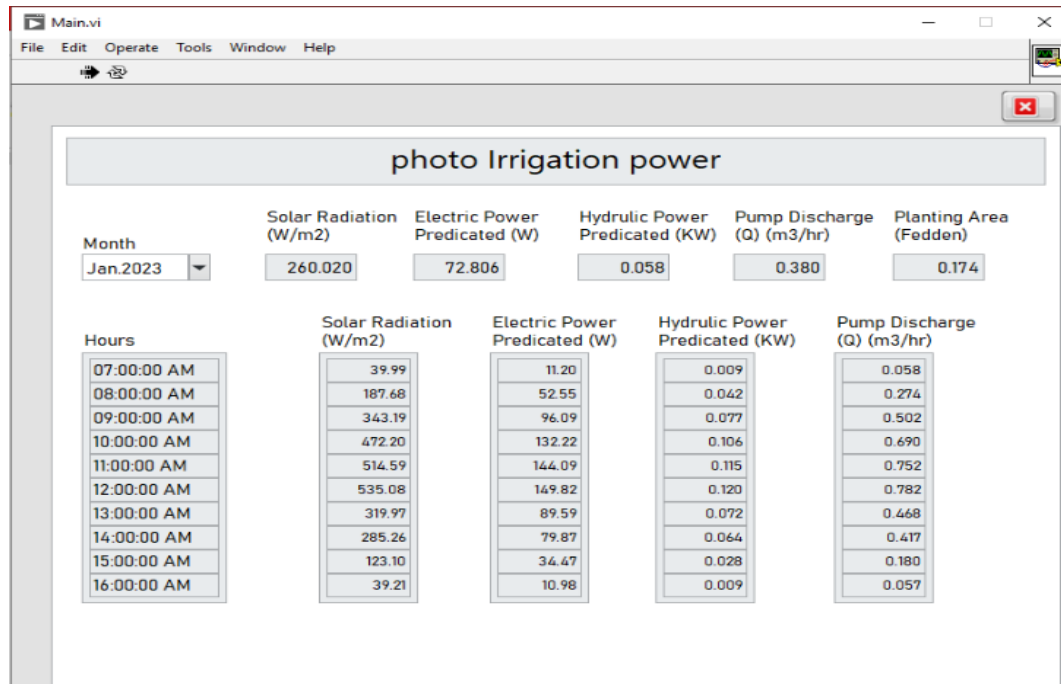 Main.vi
File Edit Operate Tools Window Help
photo Irrigation power
Solar Radiation Electric Power Hydrulic Power Pump Discharge Planting Area
(W/m2) Predicated (W) Predicated (KW) (Q) (m3/hr) (Fedden)
Month
Jan.2023 260.020 72.806 0.058 0.380 0.174
Solar Radiation Electric Power Hydrulic Power Pump Discharge
Hours (W/m2) Predicated (W) Predicated (KW) (Q) (m3/hr)
07:00:00 AM 39.99 11.20 0.009 0.058
08:00:00 AM 187.68 52.55 0.042 0.274
09:00:00 AM 343.19 96.09 0.077 0.502
10:00:00 AM 472.20 132.22 0.106 0.690
11:00:00 AM 514.59 144.09 0.115 0.752
12:00:00 AM 535.08 149.82 0.120 0.782
13:00:00 AM 319.97 89.59 0.072 0.468
14:00:00 AM 285.26 79.87 0.064 0.417
15:00:00 AM 123.10 34.47 0.028 0.180
16:00:00 AM 39.21 10.98 0.009 0.057